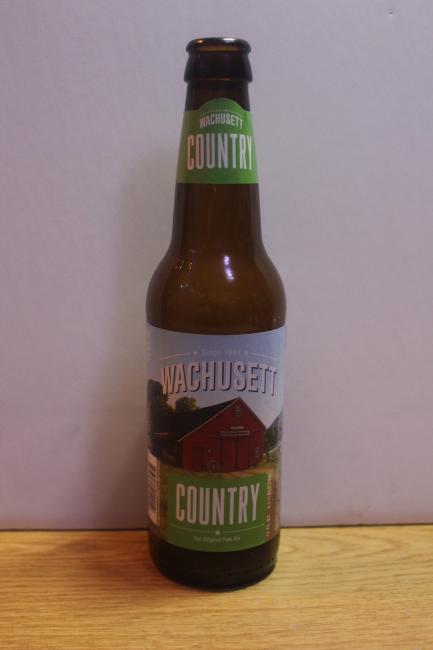 WACHUSETT
COUNTRY
Since 1994
WACHUSETT
COUNTRY
Our Original Pale Ale